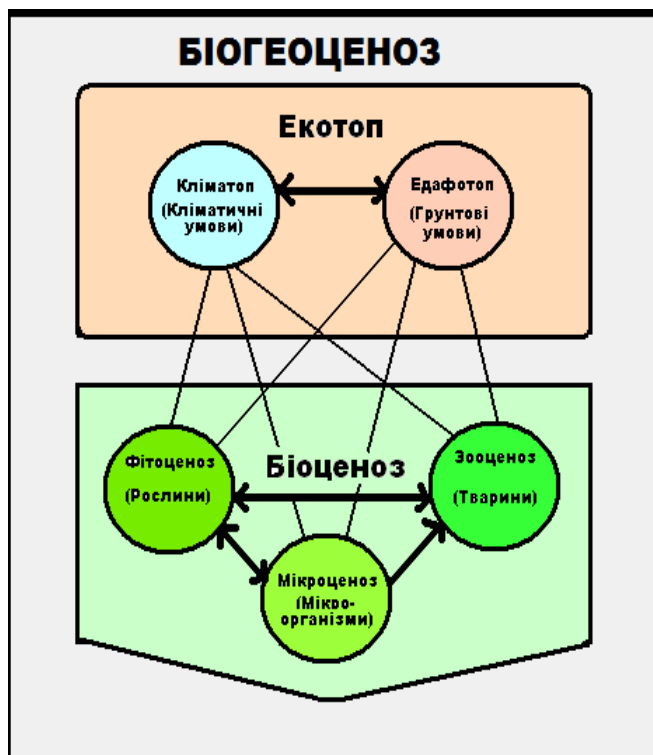 БІОГЕОЦЕНОЗ
Екотоп
Кліматоп
(Кліматичні
умови)
Едафотоп
(Грунтові
умови)
Фітоценоз
(Рослини)
Біоценоз
Зооценоз
(Тварини)
Мікроценоз
(Мікро-
організми)